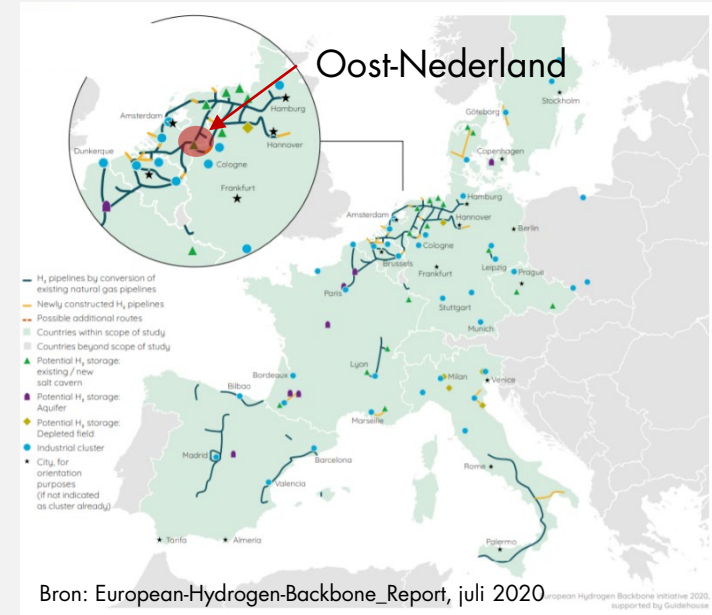 Oost-Nederland
Amsterdam
Hamburg
Hannover
Dunkerque
Cologne
Frankfurt
Göteborg
Stockholm
Copenhagen
Hamburg
Amsterdam
Hannover
Berlin
Cologne
Brussels
Leipzig
Frankfurt
Prague
Paris
Stuttgart
Munich
Lyon
Bordeaux
Milan
Venice
Bilbao
Marseille
Madrid
Barcelona
Valencia
Rome
Tarifa
Almeria
Palermo
H₂ pipelines by conversion of
existing natural gas pipelines
Newly constructed H₂ pipelines
Possible additional routes
Countries within scope of study
Countries beyond scope of study
Potential H₂ storage:
existing / new
salt cavern
Potential H₂ storage:
Aquifer
Potential H₂ storage:
Depleted field
Industrial cluster
City, for
orientation
purposes
(if not indicated
as cluster already)
Bron: European-Hydrogen-Backbone_Report, juli 2020
uropean Hydrogen Backbone initiative 2020,
supported by Guidehouse